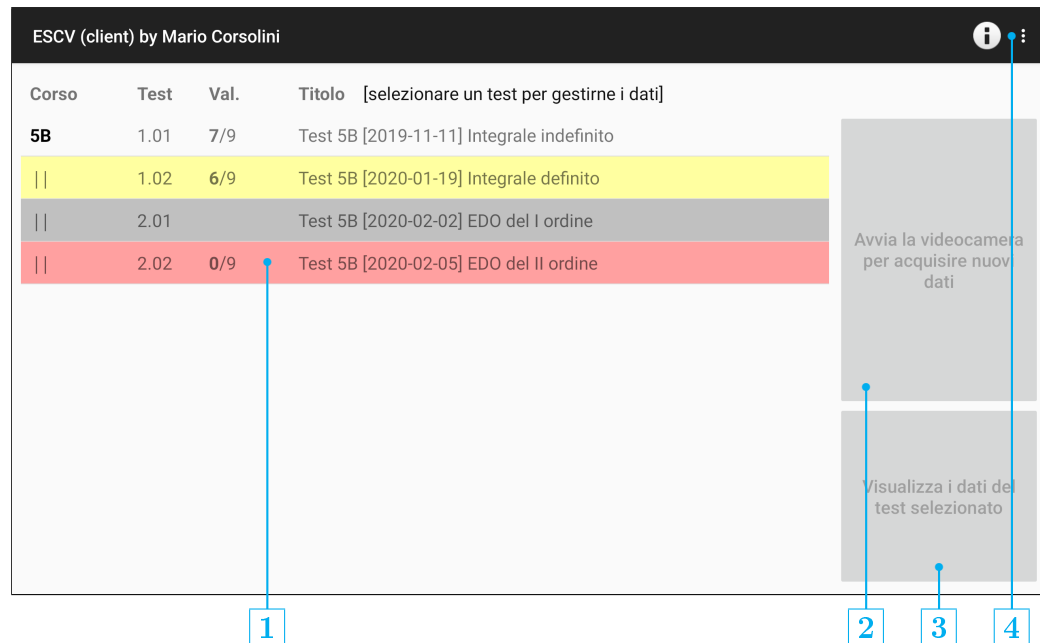 ESCV (client) by Mario Corsolini
Corso Test Val. Titolo [selezionare un test per gestirne i dati]
5B 1.01 7/9 Test 5B [2019-11-11] Integrale indefinito
|| 1.02 6/9 Test 5B [2020-01-19] Integrale definito
|| 2.01 Test 5B [2020-02-02] EDO del I ordine
|| 2.02 0/9 Test 5B [2020-02-05] EDO del II ordine
Avvia la videocamera
per acquisire nuovi
dati
Visualizza i dati del
test selezionato
1 2 3 4